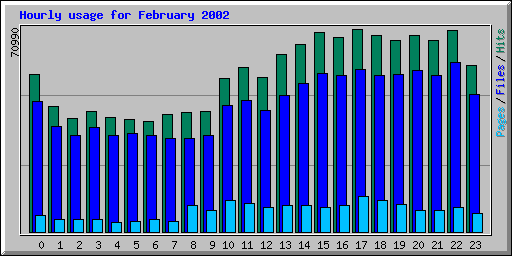 Hourly usage for February 2002
70990
Pages/Files/Hits
0 1 2 3 4 5 6 7 8 9 10 11 12 13 14 15 16 17 18 19 20 21 22 23